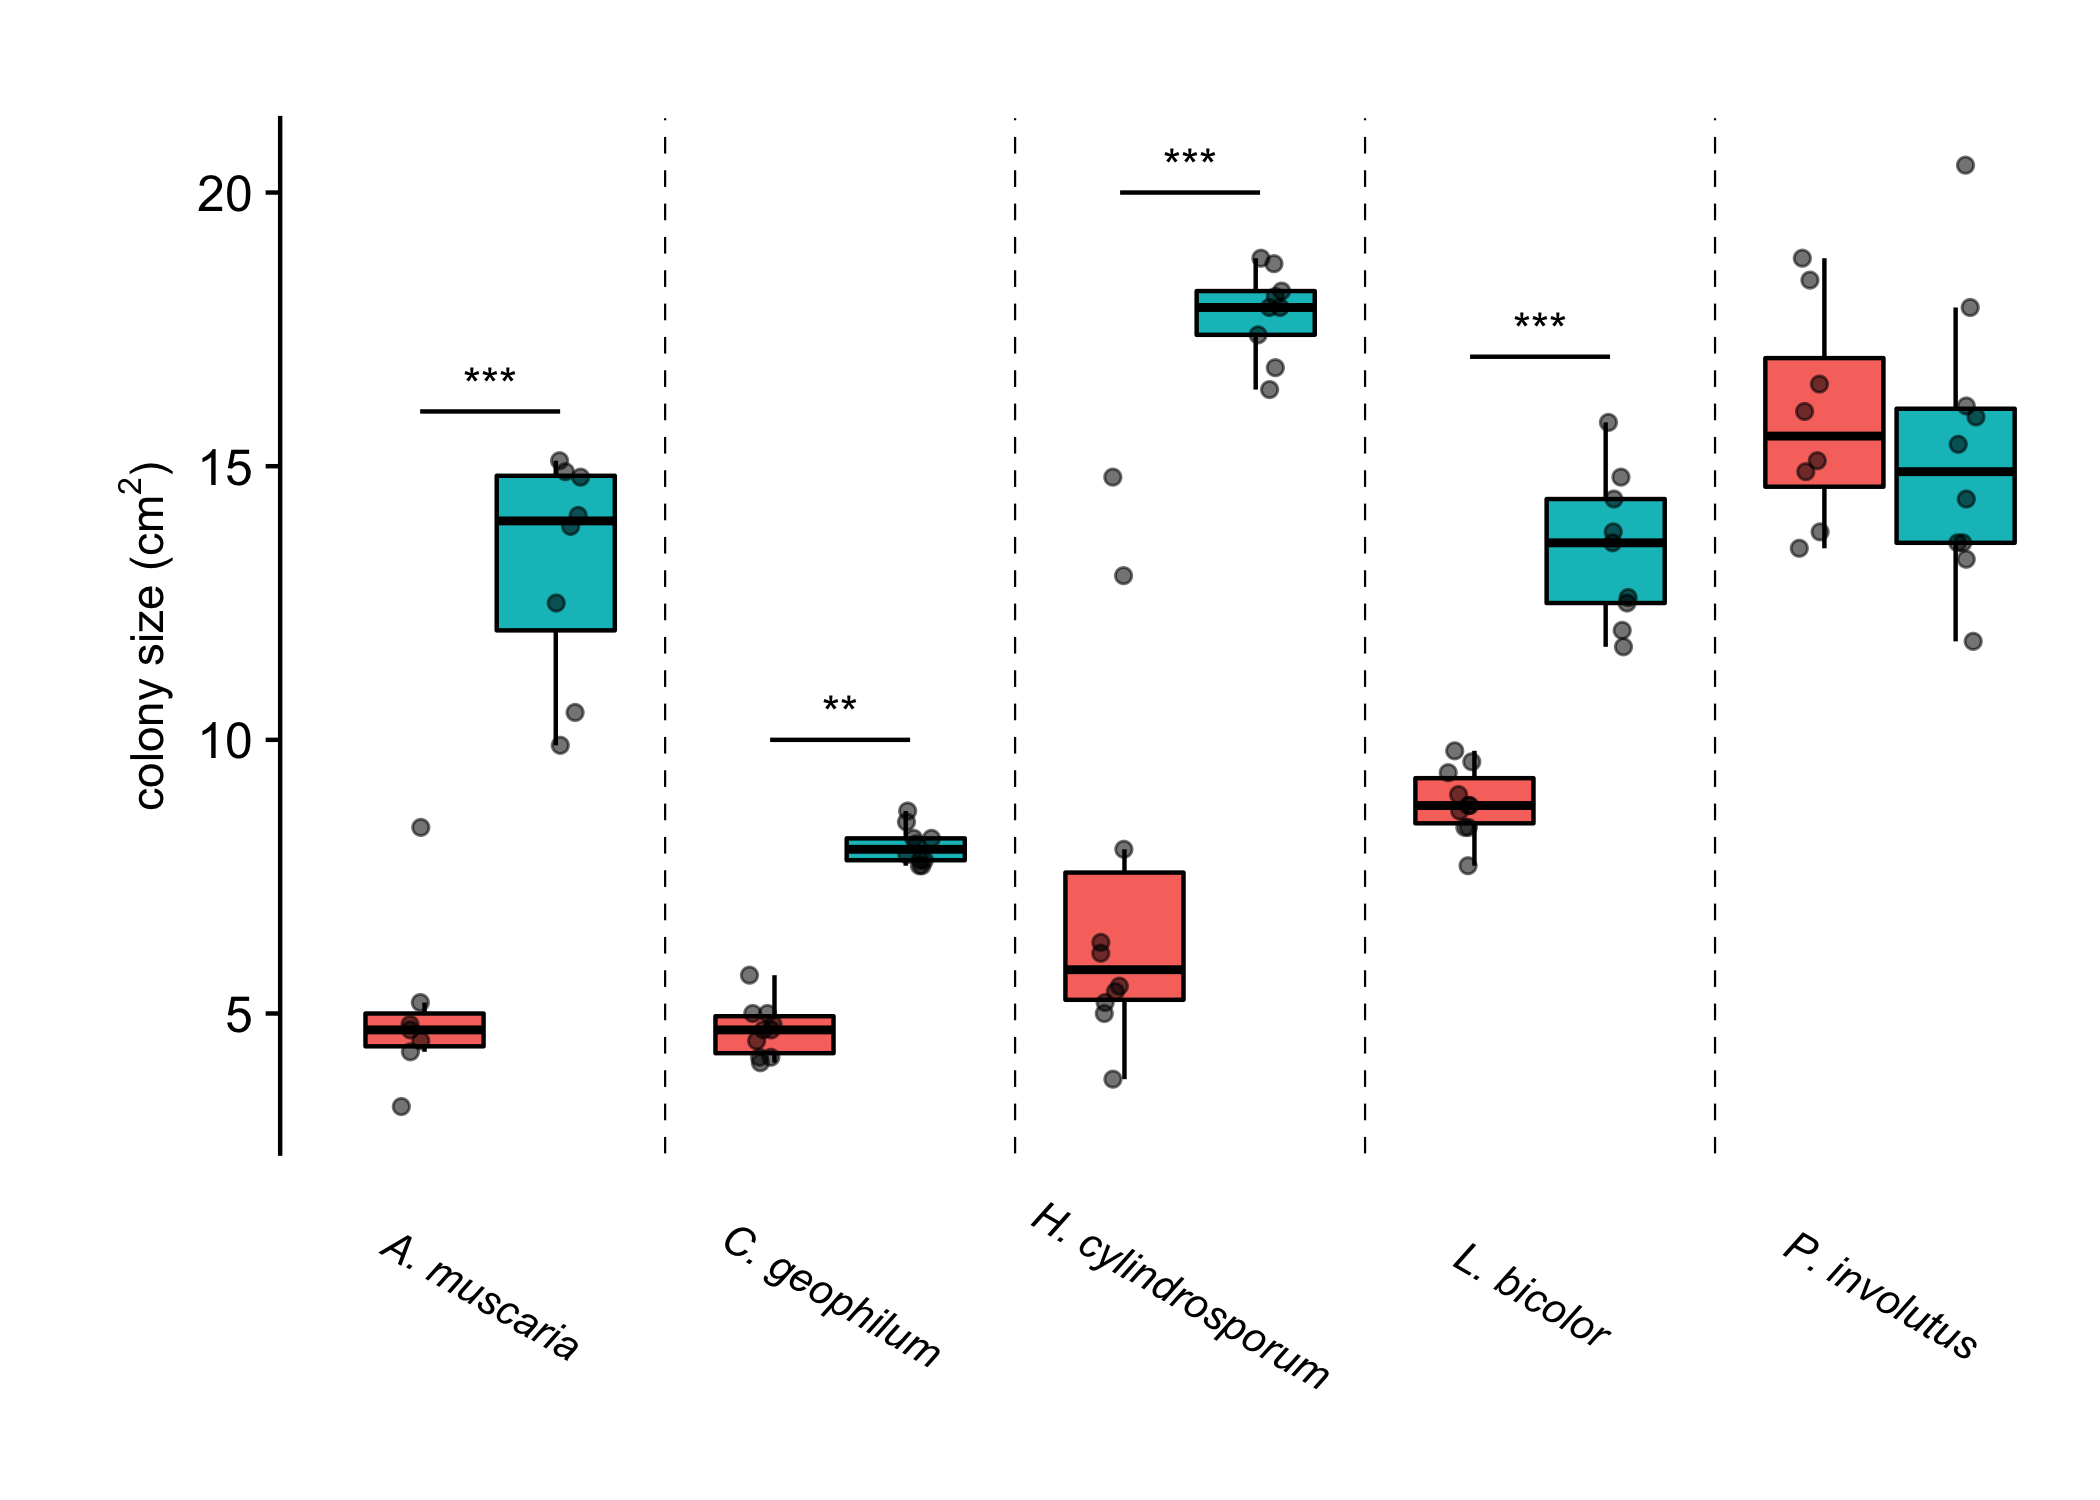 colony size (cm²)
20
15
10
5
***
**
***
***
A. muscaria
C. geophilum
H. cylindrosporum
L. bicolor
P. involutus